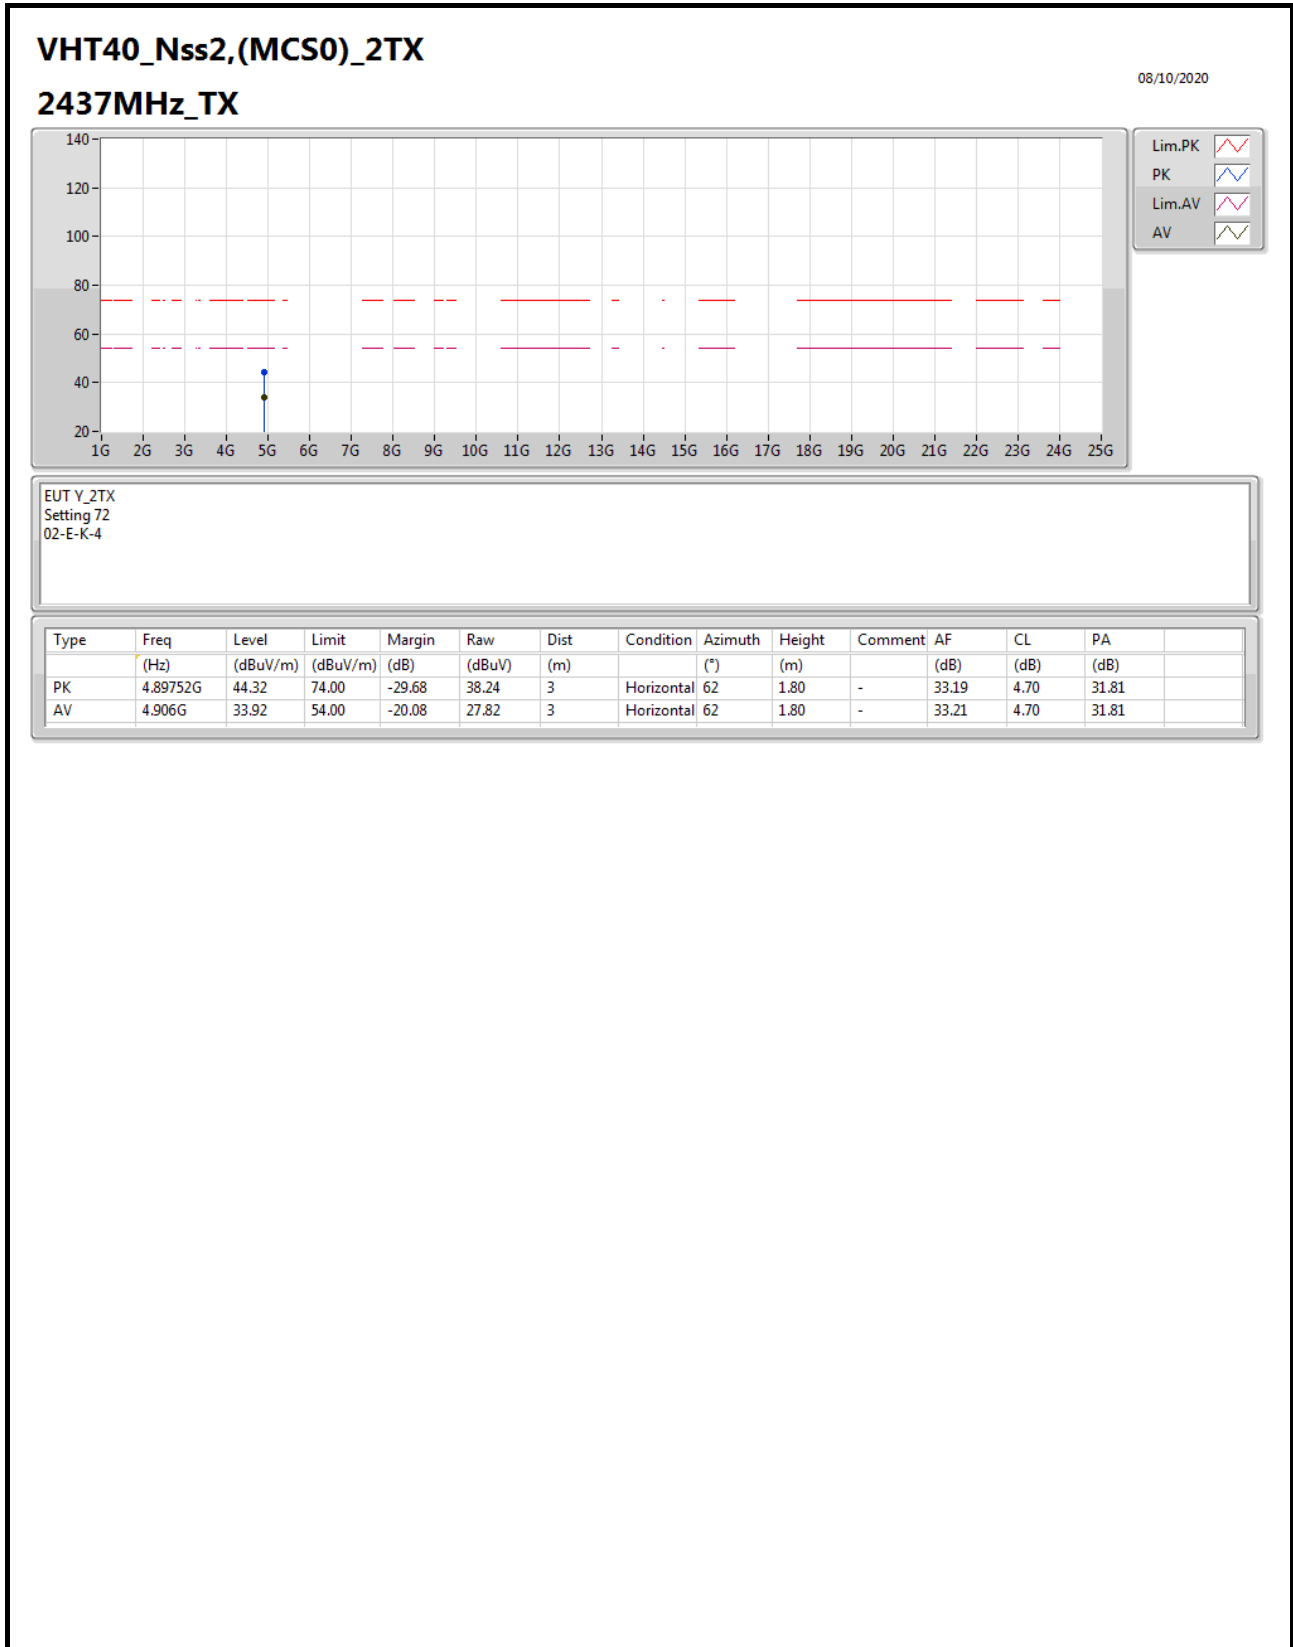 VHT40_Nss2,(MCS0)_2TX
08/10/2020
2437MHz_TX
140
120
100
80
60
40
20
1G 2G 3G 4G 5G 6G 7G 8G 9G 10G 11G 12G 13G 14G 15G 16G 17G 18G 19G 20G 21G 22G 23G 24G 25G
Lim.PK
PK
Lim.AV
AV
EUT Y_2TX
Setting 72
02-E-K-4
Type Freq Level Limit Margin Raw Dist Condition Azimuth Height Comment AF CL PA
(Hz) (dBuV/m) (dBuV/m) (dB) (dBuV) (m) (°) (m) (dB) (dB) (dB)
PK 4.89752G 44.32 74.00 -29.68 38.24 3 Horizontal 62 1.80 - 33.19 4.70 31.81
AV 4.906G 33.92 54.00 -20.08 27.82 3 Horizontal 62 1.80 - 33.21 4.70 31.81